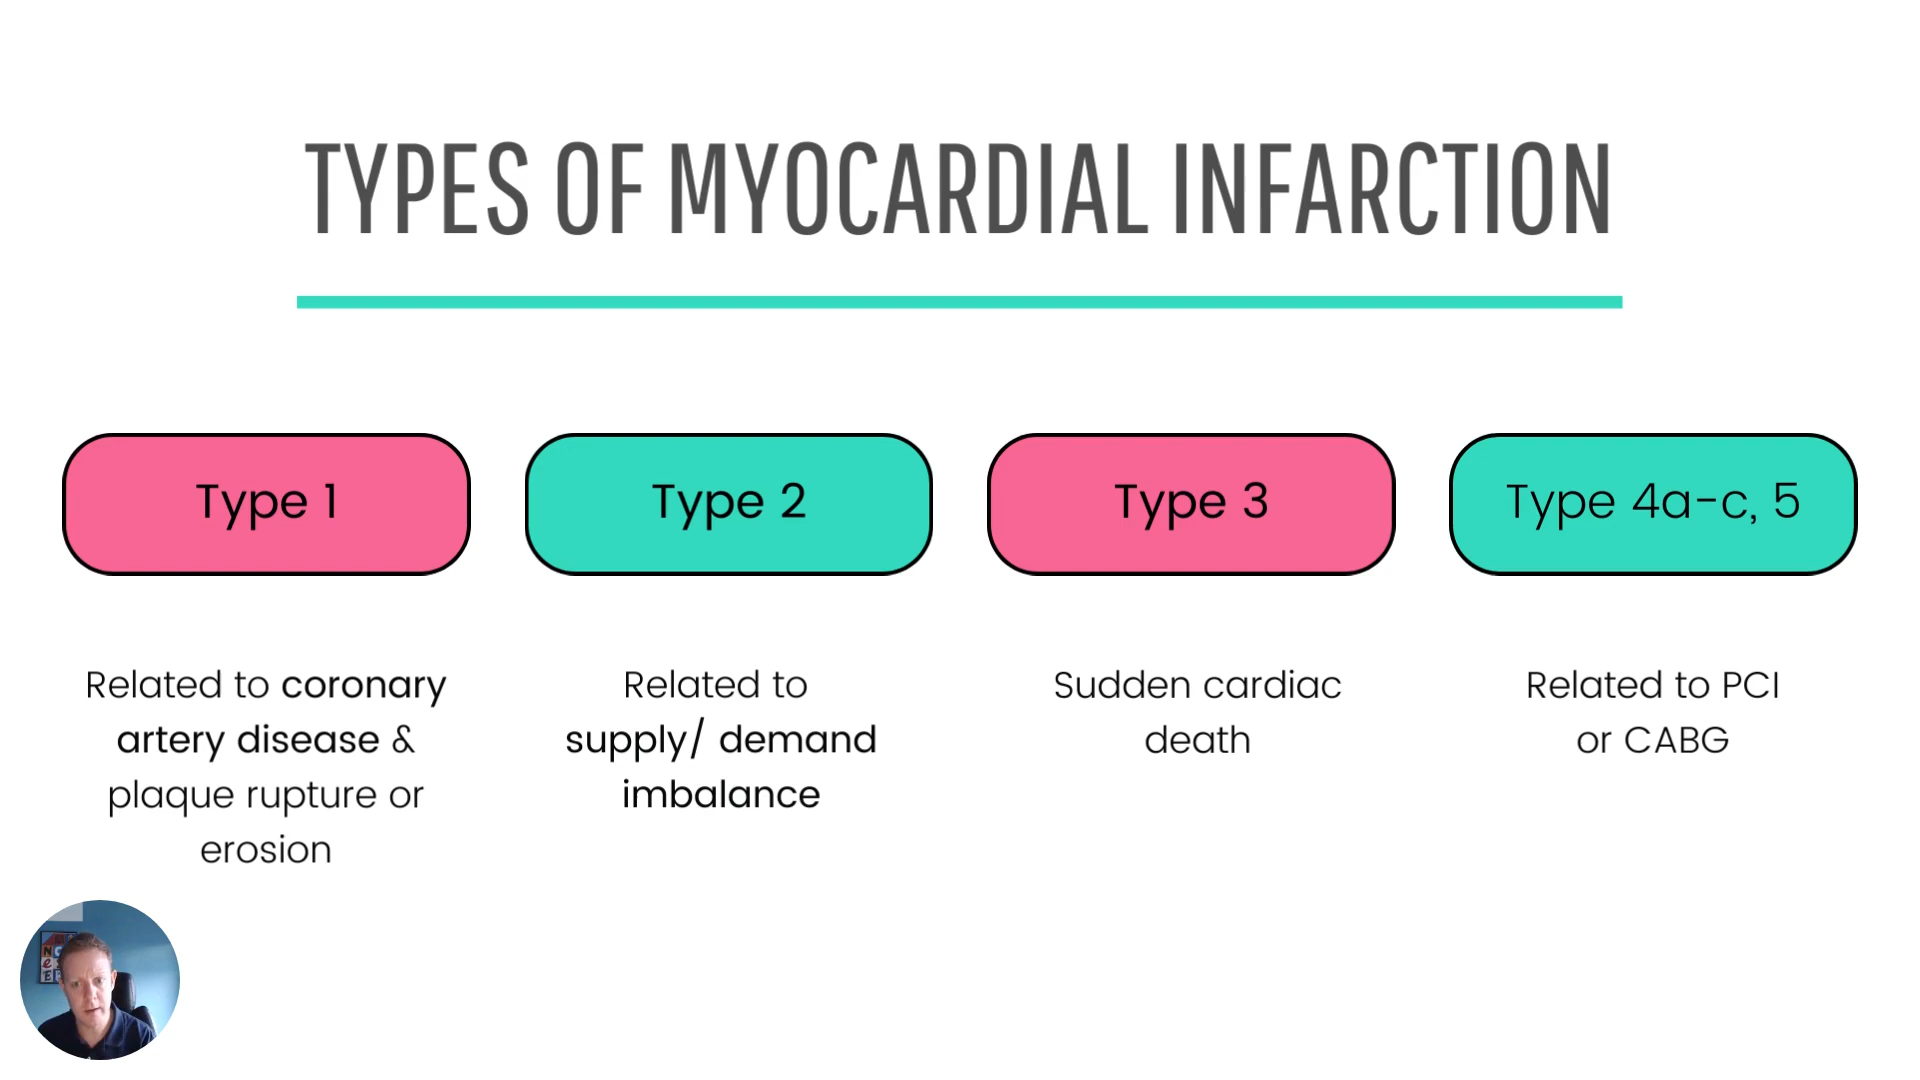 TYPES OF MYOCARDIAL INFARCTION
Type 1
Related to coronary
artery disease &
plaque rupture or
erosion
Type 2
Related to
supply/ demand
imbalance
Type 3
Sudden cardiac
death
Type 4a-c, 5
Related to PCI
or CABG